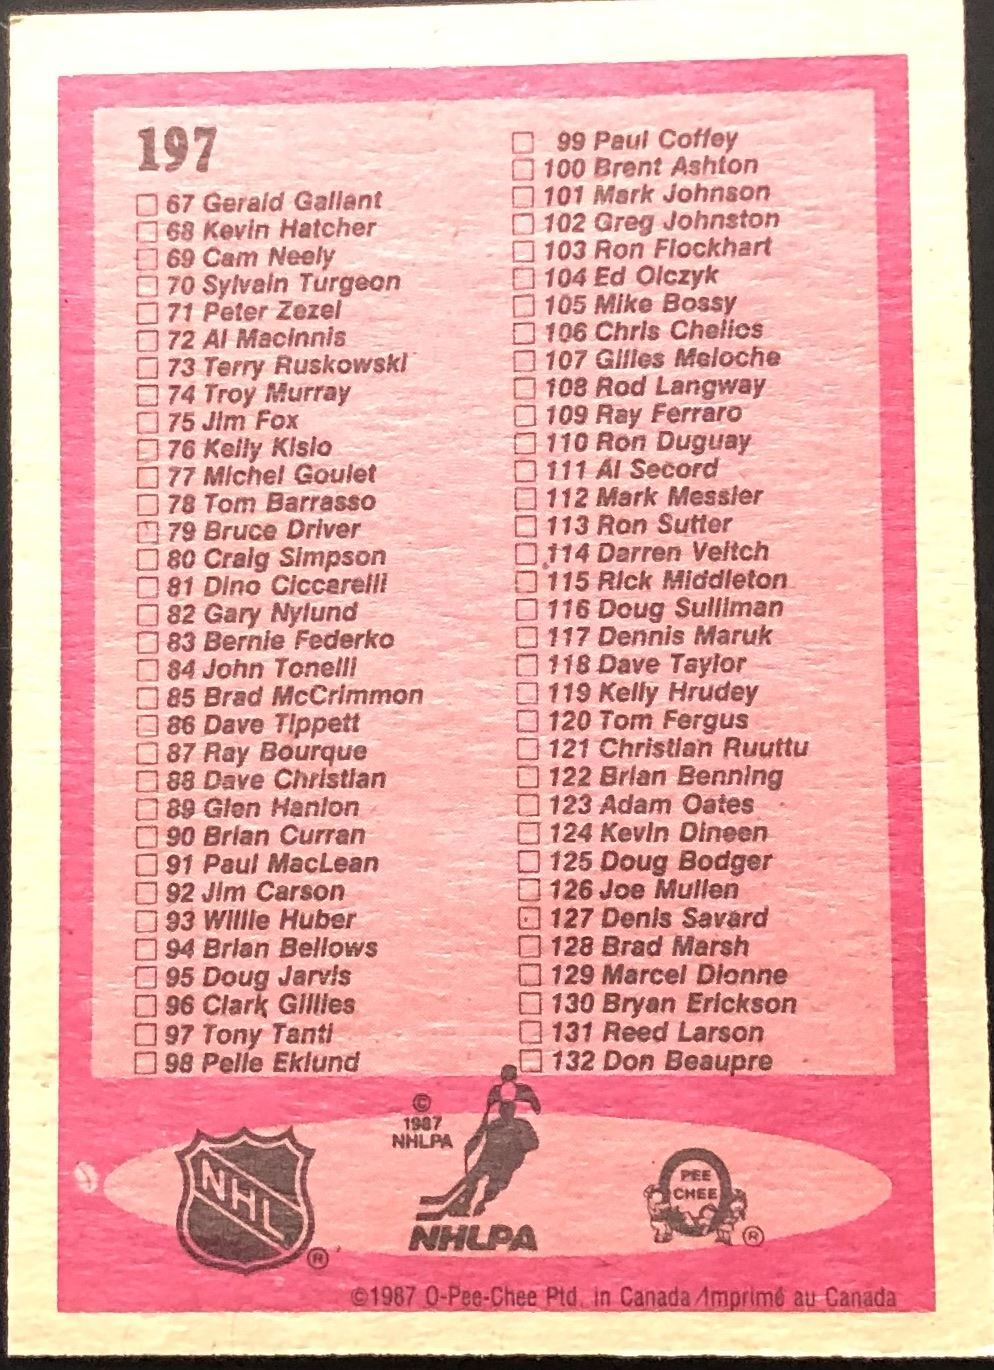 197
67 Gerald Gallant
68 Kevin Hatcher
69 Cam Neely
70 Sylvain Turgeon
71 Peter Zezel
72 Al MacInnis
73 Terry Ruskowski
74 Troy Murray
75 Jim Fox
76 Kelly Kisio
77 Michel Goulet
78 Tom Barrasso
79 Bruce Driver
80 Craig Simpson
81 Dino Ciccarelli
82 Gary Nylund
83 Bernie Federko
84 John Tonelli
85 Brad McCrimmon
86 Dave Tippett
87 Ray Bourque
88 Dave Christian
89 Glen Hanlon
90 Brian Curran
91 Paul MacLean
92 Jim Carson
93 Willie Huber
94 Brian Bellows
95 Doug Jarvis
96 Clark Gillies
97 Tony Tanti
98 Pelle Eklund
99 Paul Coffey
100 Brent Ashton
101 Mark Johnson
102 Greg Johnston
103 Ron Flockhart
104 Ed Olczyk
105 Mike Bossy
106 Chris Chelios
107 Gilles Meloche
108 Rod Langway
109 Ray Ferraro
110 Ron Duguay
111 Al Secord
112 Mark Messier
113 Ron Sutter
114 Darren Veitch
115 Rick Middleton
116 Doug Sulliman
117 Dennis Maruk
118 Dave Taylor
119 Kelly Hrudey
120 Tom Fergus
121 Christian Ruuttu
122 Brian Benning
123 Adam Oates
124 Kevin Dineen
125 Doug Bodger
126 Joe Mullen
127 Denis Savard
128 Brad Marsh
129 Marcel Dionne
130 Bryan Erickson
131 Reed Larson
132 Don Beaupre
NHL ®
©
1987
NHLPA
NHLPA
PEE
CHEE ®
©1987 O-Pee-Chee Ptd. in Canada/Imprimé au Canada